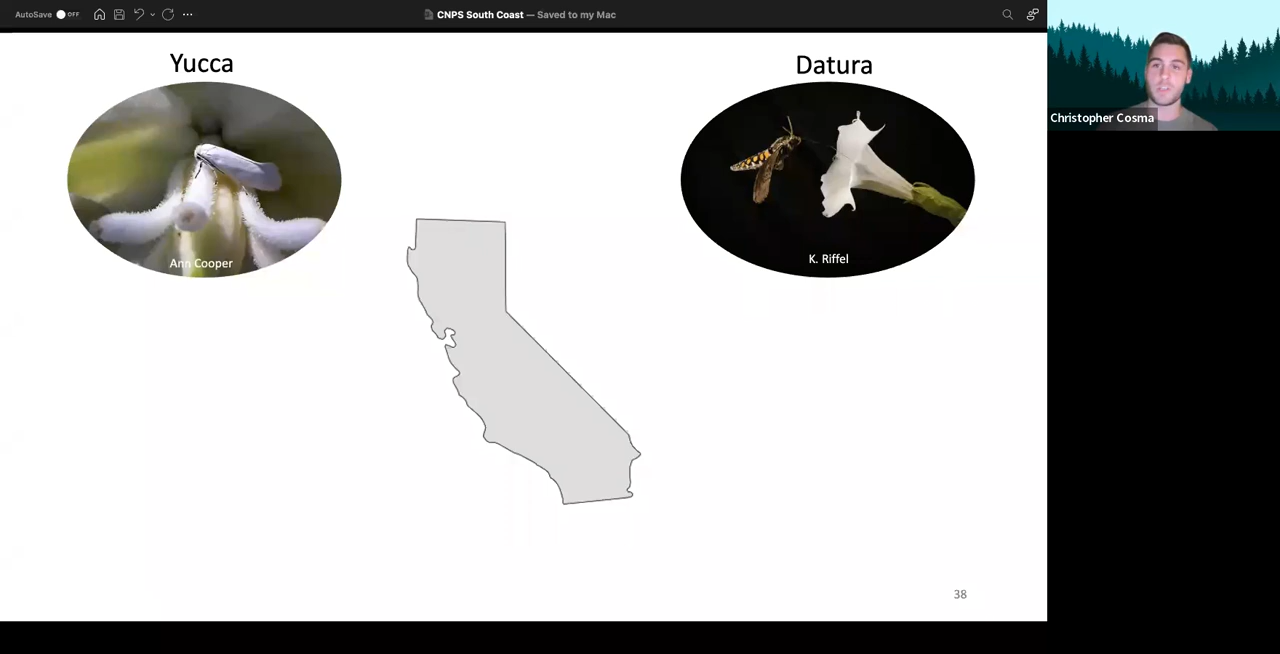 AutoSave OFF
CNPS South Coast — Saved to my Mac
Yucca
Datura
Ann Cooper
K. Riffel
Christopher Cosma
38